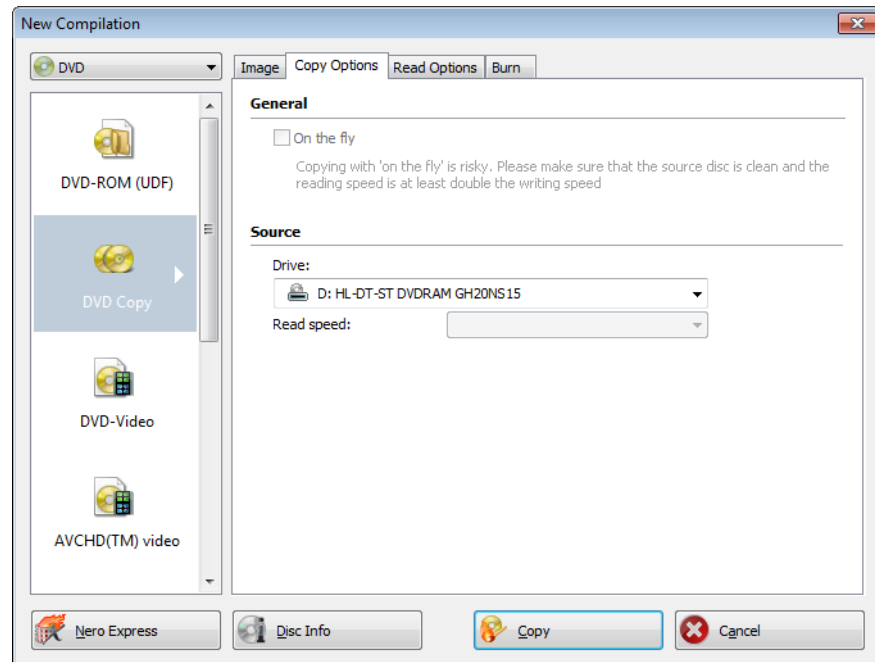 New Compilation
DVD
Image Copy Options Read Options Burn
DVD-ROM (UDF)
DVD Copy
DVD-Video
AVCHD(TM) video
General
On the fly
Copying with 'on the fly' is risky. Please make sure that the source disc is clean and the
reading speed is at least double the writing speed
Source
Drive:
D: HL-DT-ST DVDRAM GH20NS15
Read speed:
Nero Express Disc Info Copy Cancel